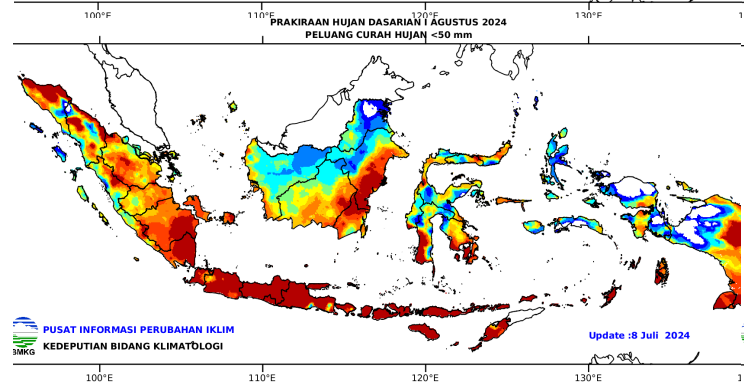 100°E 110°E 120°E 130°E
PRAKIRAAN HUJAN DASARIAN I AGUSTUS 2024
PELUANG CURAH HUJAN <50 mm
PUSAT INFORMASI PERUBAHAN IKLIM
Update :8 Juli 2024
KEDEPUTIAN BIDANG KLIMATOLOGI
BMKG
100°E 110°E 120°E 130°E